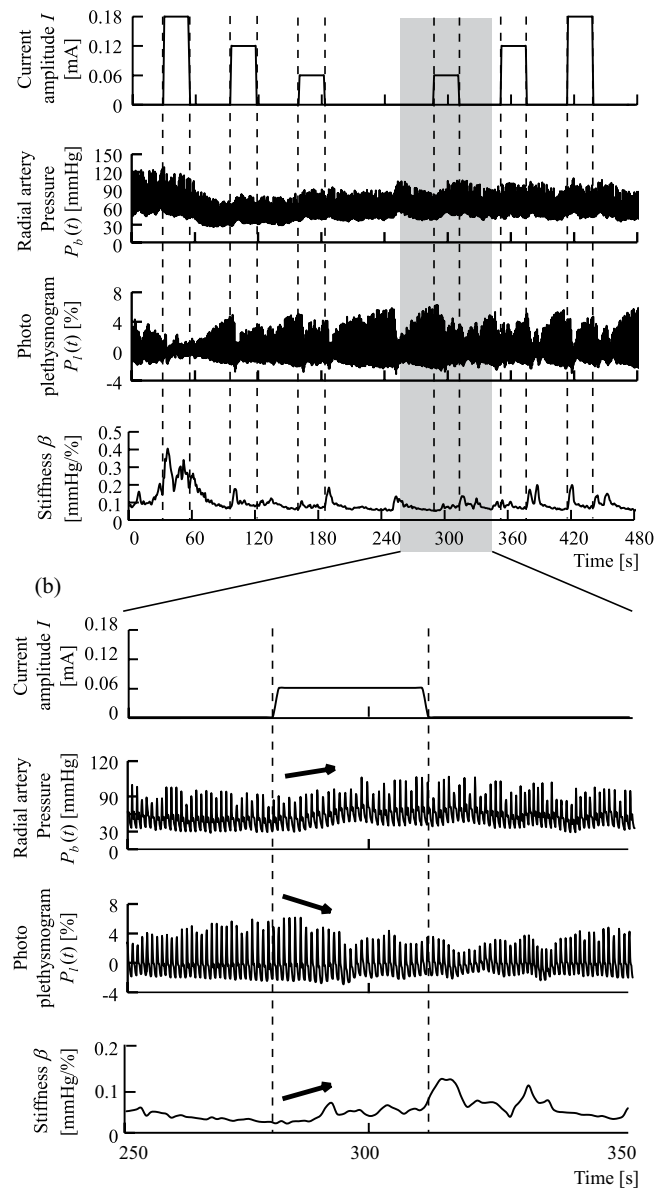 Current
amplitude I
[mA]
0.18
0.12
0.06
0
Radial artery
Pressure
P_b (t) [mmHg]
150
120
90
60
30
0
Photo
plethysmogram
P_l(t) [%]
8
4
0
-4
Stiffness β
[mmHg/%]
0.5
0.4
0.3
0.2
0.1
0
0 60 120 180 240 300 360 420 480
Time [s]
(b)
Current
amplitude I
[mA]
0.18
0.12
0.06
0
Radial artery
Pressure
P_b (t) [mmHg]
120
90
30
0
Photo
plethysmogram
P_l(t) [%]
8
4
0
-4
Stiffness β
[mmHg/%]
0.2
0.1
0
250 300 350
Time [s]